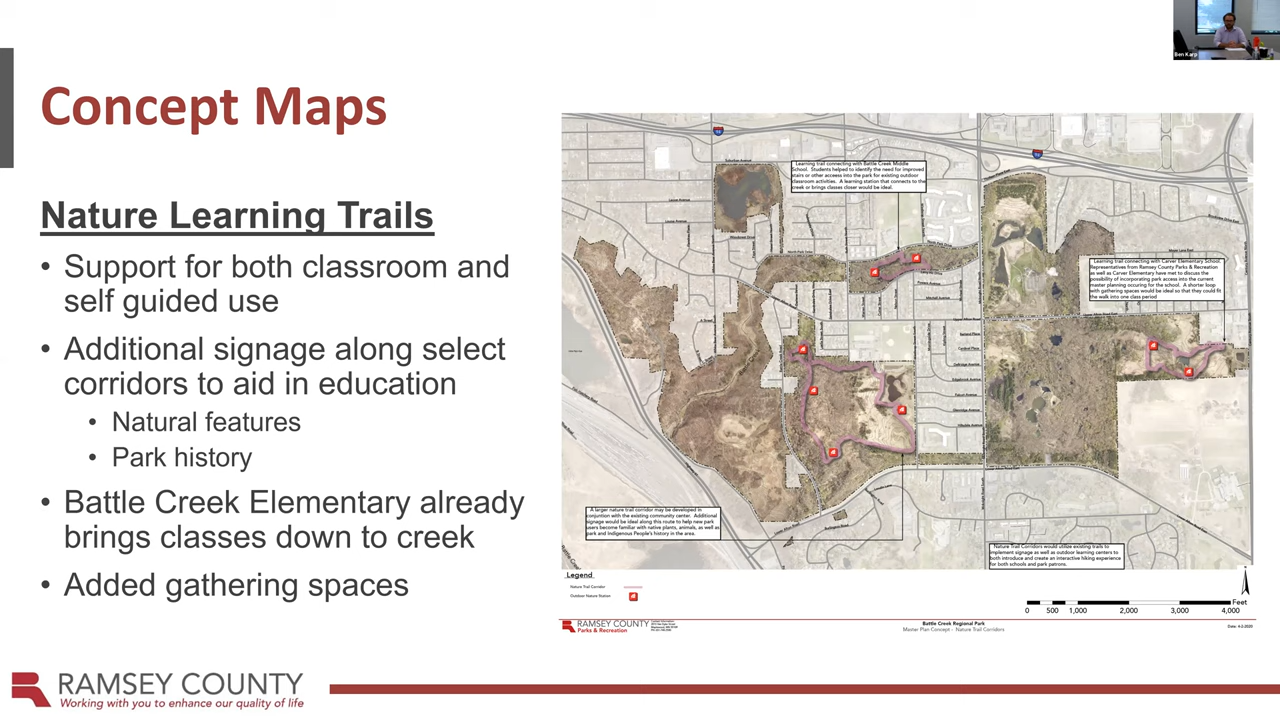 Ben Karp
Concept Maps
Nature Learning Trails
• Support for both classroom and
self guided use
• Additional signage along select
corridors to aid in education
• Natural features
• Park history
• Battle Creek Elementary already
brings classes down to creek
• Added gathering spaces
Learning trail connecting with Battle Creek Middle
School. Students helped to identify the need for improved
stairs or other access into the park for existing outdoor
classroom activities. A learning station that connects to the
creek or brings classes closer would be ideal.
Learning trail connecting with Carver Elementary School.
Representatives from Ramsey County Parks & Recreation
as well as Carver Elementary have met to discuss the
possibility of incorporating park access into the current
master planning occuring for the school. A shorter loop
with gathering spaces would be ideal so that they could fit
the walk into one class period
A larger nature trail corridor may be developed in
conjuntion with the existing community center. Additional
signage would be ideal along this route to help new park
users become familiar with native plants, animals, as well as
park and Indigenous People's history in the area.
Nature Trail Corridors would utilize existing trails to
implement signage as well as outdoor learning centers to
both introduce and create an interactive hiking experience
for both schools and park patrons.
Suburban Avenue
Legend
Nature Trail Corridor
Outdoor Nature Station
Feet
0 500 1,000 2,000 3,000 4,000
RAMSEY COUNTY
Parks & Recreation
Battle Creek Regional Park
Master Plan Concept - Nature Trail Corridors
Date: 4-2-2020
RAMSEY COUNTY
Working with you to enhance our quality of life